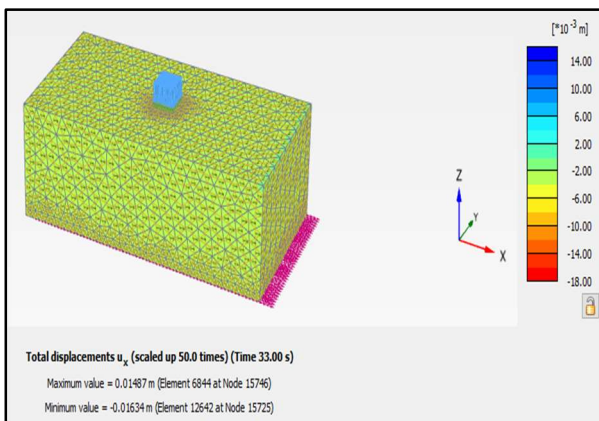 [*10⁻³ m]
14.00
10.00
6.00
2.00
-2.00
-6.00
-10.00
-14.00
-18.00
Z
Y
X
Total displacements uₓ (scaled up 50.0 times) (Time 33.00 s)
Maximum value = 0.01487 m (Element 6844 at Node 15746)
Minimum value = -0.01634 m (Element 12642 at Node 15725)